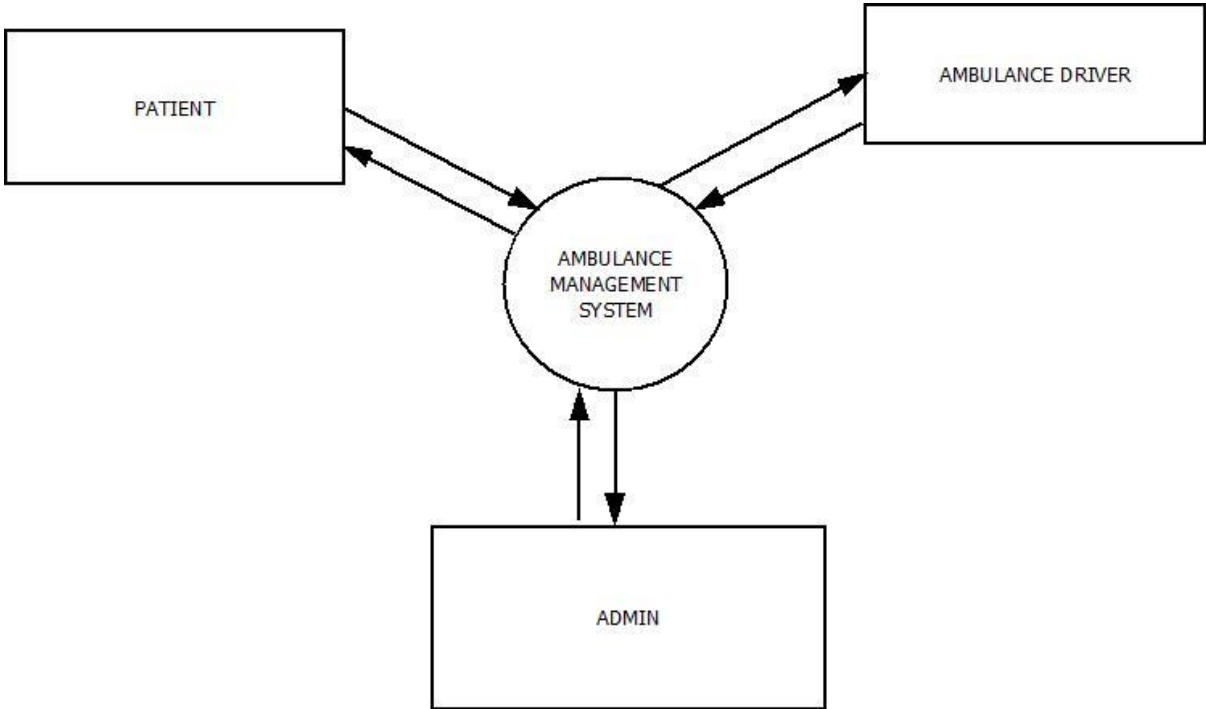 PATIENT
AMBULANCE DRIVER
AMBULANCE
MANAGEMENT
SYSTEM
ADMIN